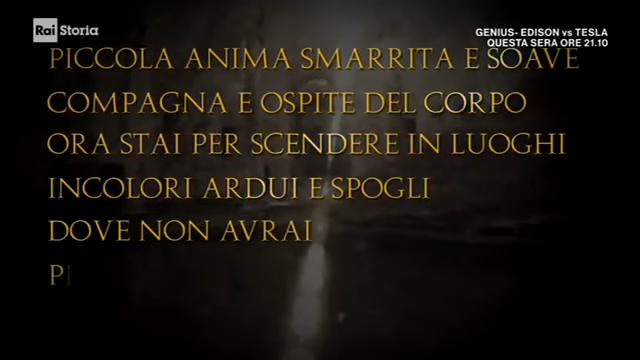 Rai Storia
GENIUS- EDISON vs TESLA
QUESTA SERA ORE 21.10
PICCOLA ANIMA SMARRITA E SOAVE
COMPAGNA E OSPITE DEL CORPO
ORA STAI PER SCENDERE IN LUOGHI
INCOLORI ARDUI E SPOGLI
DOVE NON AVRAI